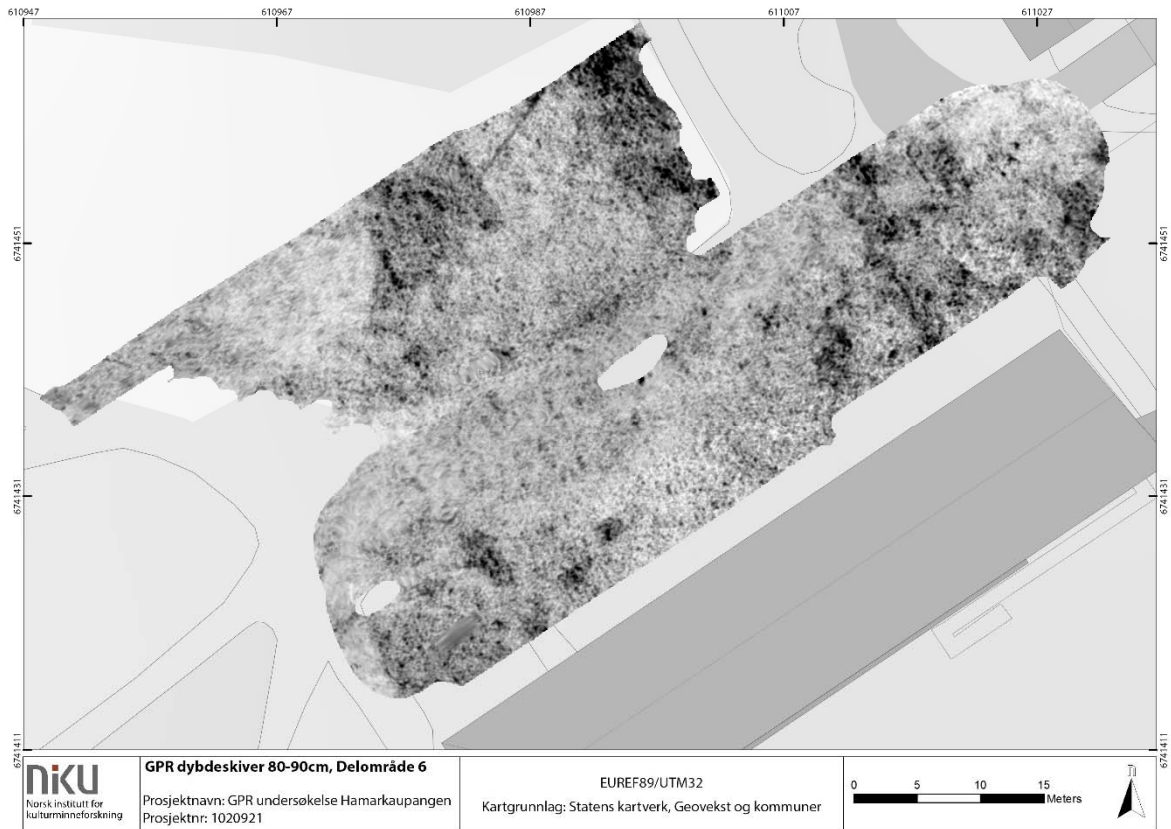 610947
610967
610987
611007
611027
6741451
6741451
6741431
6741431
6741411
6741411
niku
Norsk institutt for
kulturminneforskning
GPR dybdeskiver 80-90cm, Delområde 6
Prosjektnavn: GPR undersøkelse Hamarkaupangen
Prosjektnr: 1020921
EUREF89/UTM32
Kartgrunnlag: Statens kartverk, Geovekst og kommuner
0 5 10 15
Meters